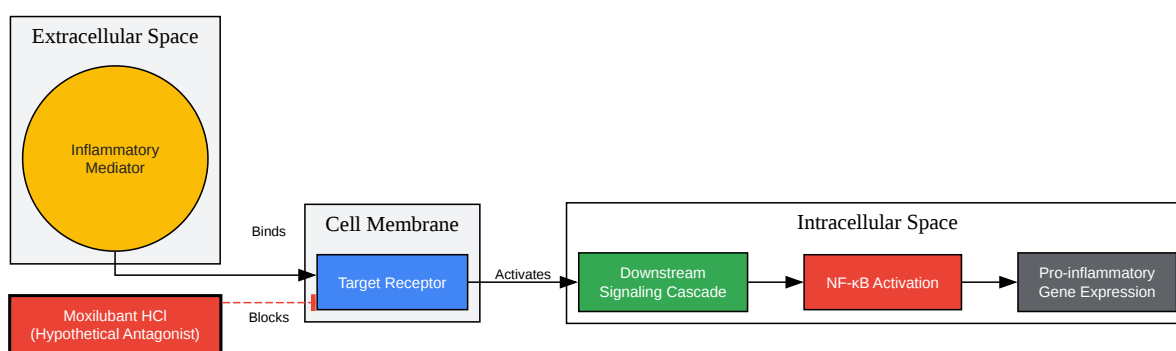 Extracellular Space
Inflammatory
Mediator
Binds
Cell Membrane
Target Receptor
Moxilubant HCl
(Hypothetical Antagonist)
Blocks
Activates
Intracellular Space
Downstream
Signaling Cascade
NF-κB Activation
Pro-inflammatory
Gene Expression